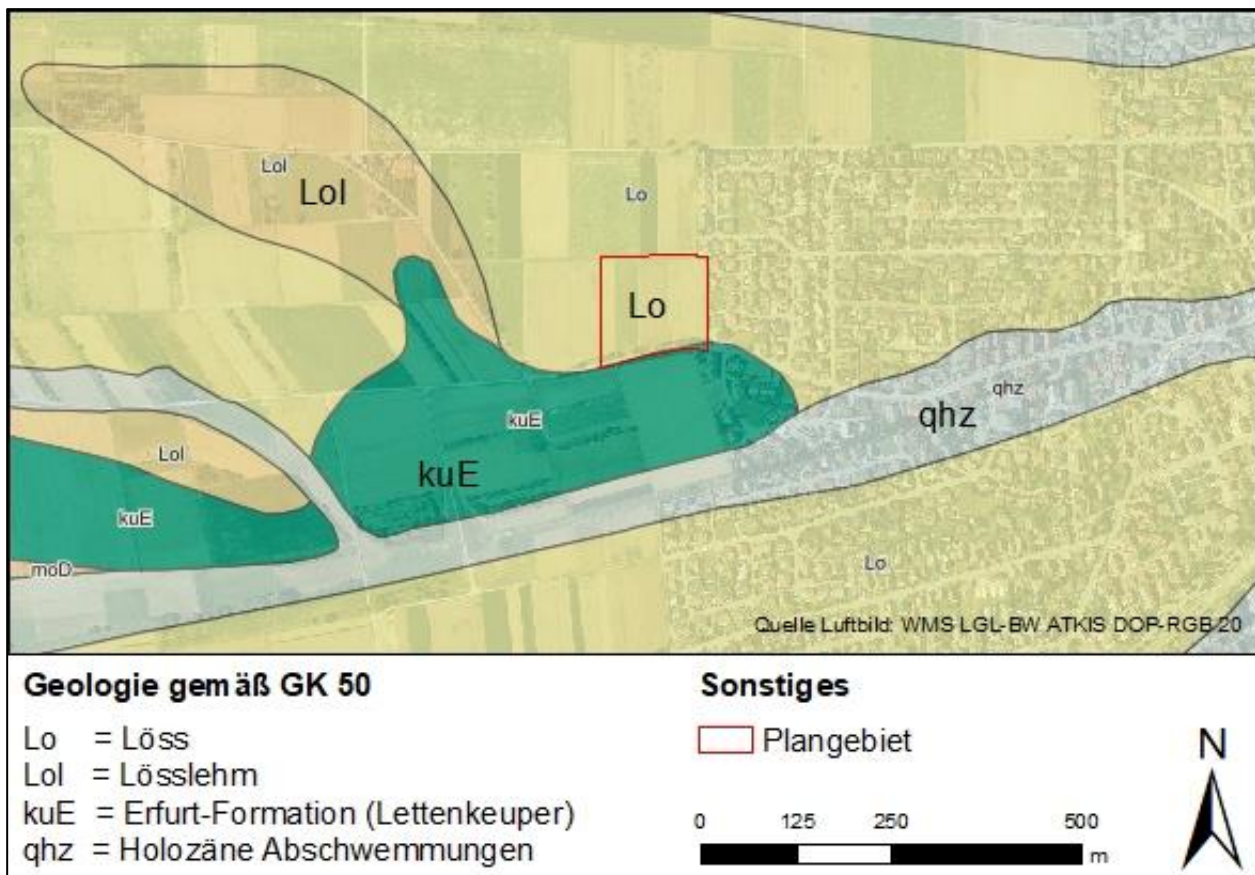 Lol
Lol
Lo
Lo
qhz
qhz
kuE
kuE
Lol
kuE
moD
Lo
Quelle Luftbild: WMS LGL-BW ATKIS DOP-RGB 20
Geologie gemäß GK 50
Lo = Löss
Lol = Lösslehm
kuE = Erfurt-Formation (Lettenkeuper)
qhz = Holozäne Abschwemmungen
Sonstiges
Plangebiet
0 125 250 500
m
N